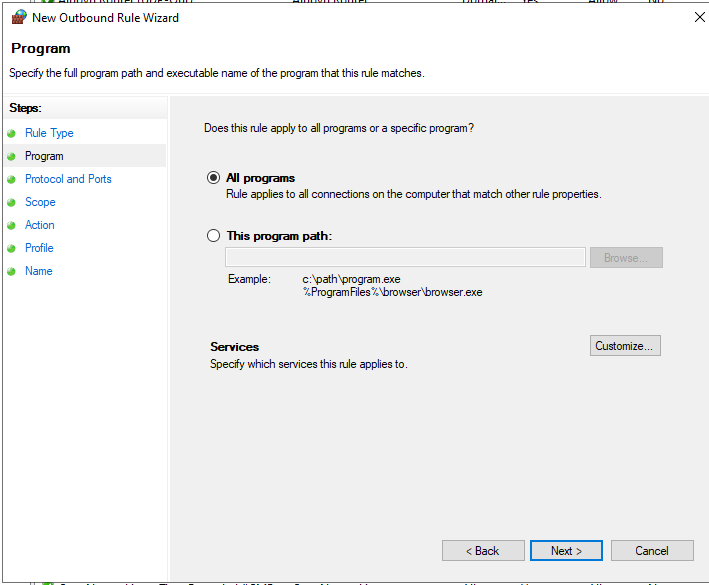 New Outbound Rule Wizard
Program
Specify the full program path and executable name of the program that this rule matches.
Steps:
Rule Type
Program
Protocol and Ports
Scope
Action
Profile
Name
Does this rule apply to all programs or a specific program?
All programs
Rule applies to all connections on the computer that match other rule properties.
This program path:
Browse...
Example: c:\path\program.exe
%ProgramFiles%\browser\browser.exe
Services
Customize...
Specify which services this rule applies to.
< Back Next > Cancel